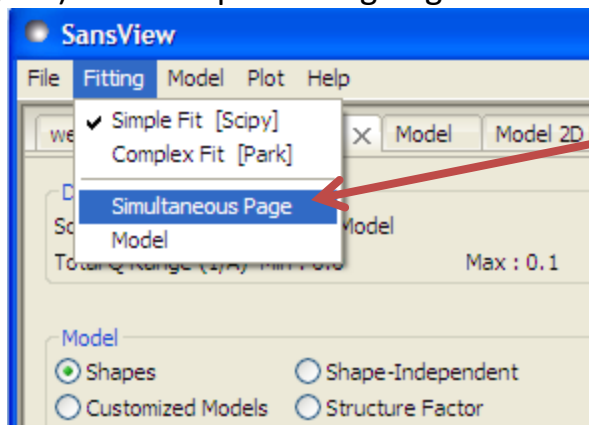 SansView
File Fitting Model Plot Help
we Model Model 2D
Simple Fit [Scipy]
Complex Fit [Park]
Simultaneous Page
Model
Model
Max : 0.1
Model
Shapes Shape-Independent
Customized Models Structure Factor